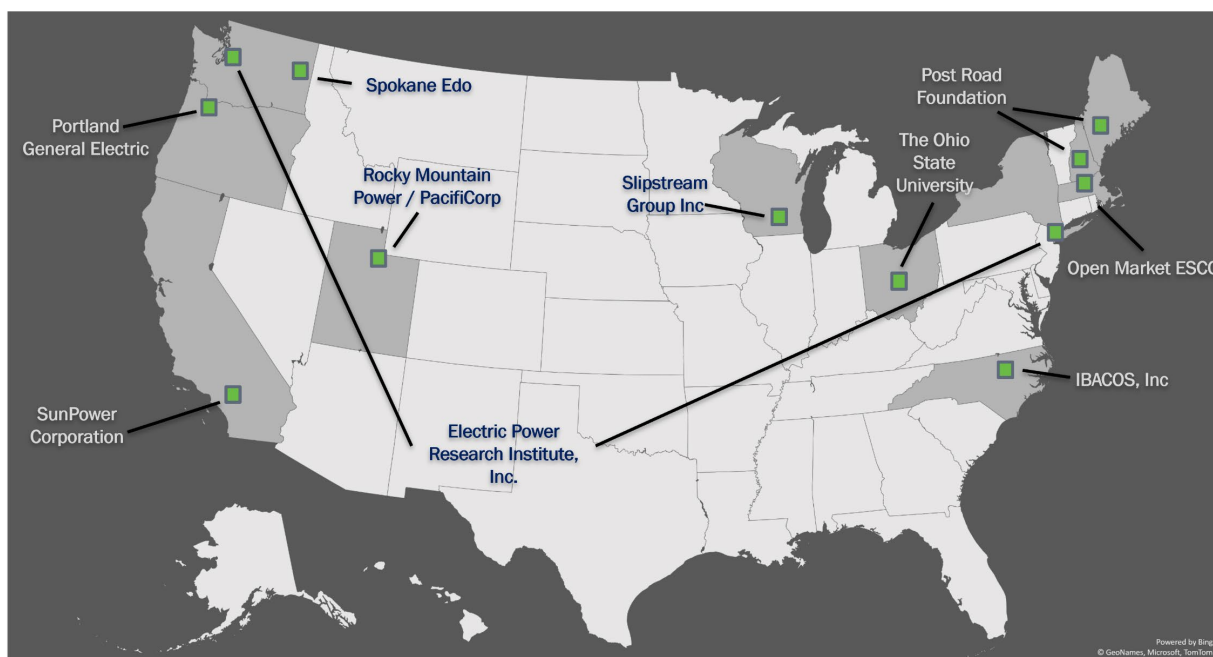 Spokane Edo
Portland
General Electric
Rocky Mountain
Power / PacifiCorp
Slipstream
Group Inc
The Ohio
State
University
Post Road
Foundation
Open Market ESCO
IBACOS, Inc
SunPower
Corporation
Electric Power
Research Institute,
Inc.
Powered by Bing
© GeoNames, Microsoft, TomTom